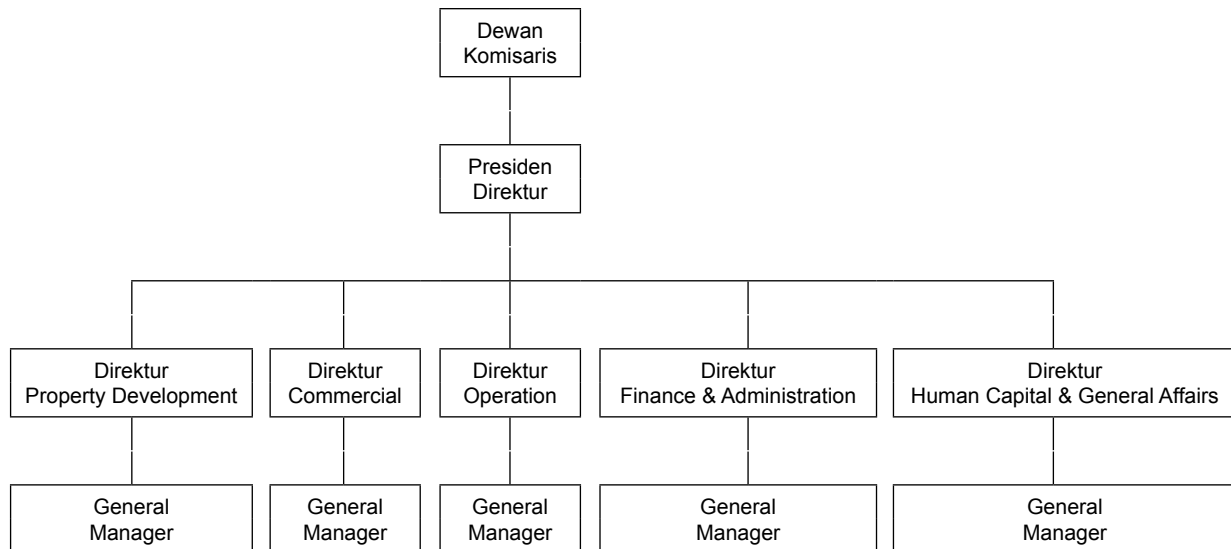 Dewan
Komisaris
Presiden
Direktur
Direktur
Property Development
Direktur
Commercial
Direktur
Operation
Direktur
Finance & Administration
Direktur
Human Capital & General Affairs
General
Manager
General
Manager
General
Manager
General
Manager
General
Manager